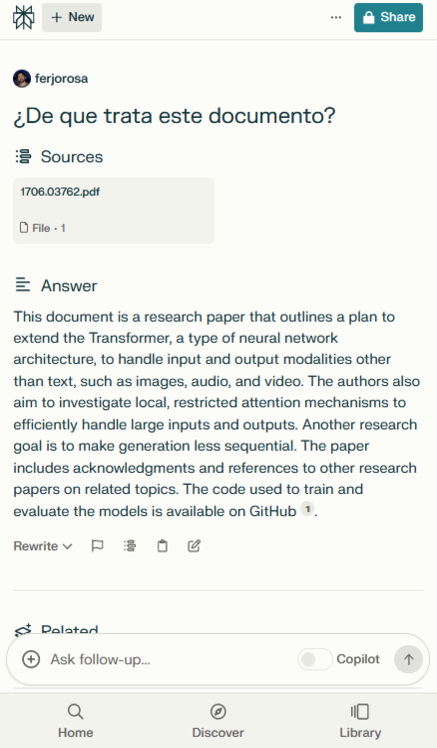 New
Share
ferjorosa
¿De que trata este documento?
Sources
1706.03762.pdf
File · 1
Answer
This document is a research paper that outlines a plan to
extend the Transformer, a type of neural network
architecture, to handle input and output modalities other
than text, such as images, audio, and video. The authors also
aim to investigate local, restricted attention mechanisms to
efficiently handle large inputs and outputs. Another research
goal is to make generation less sequential. The paper
includes acknowledgments and references to other research
papers on related topics. The code used to train and
evaluate the models is available on GitHub 1.
Rewrite
Related
Ask follow-up...
Copilot
Home
Discover
Library